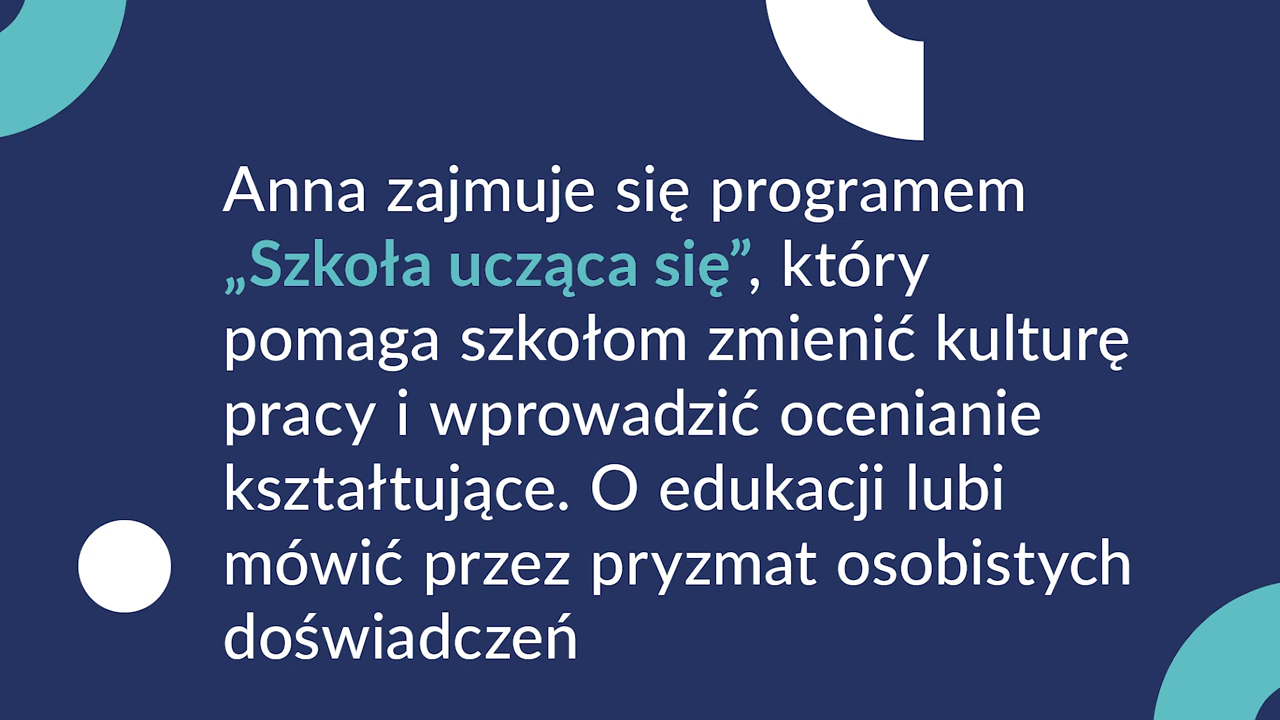 Anna zajmuje się programem
„Szkoła ucząca się”, który
pomaga szkołom zmienić kulturę
pracy i wprowadzić ocenianie
kształtujące. O edukacji lubi
mówić przez pryzmat osobistych
doświadczeń